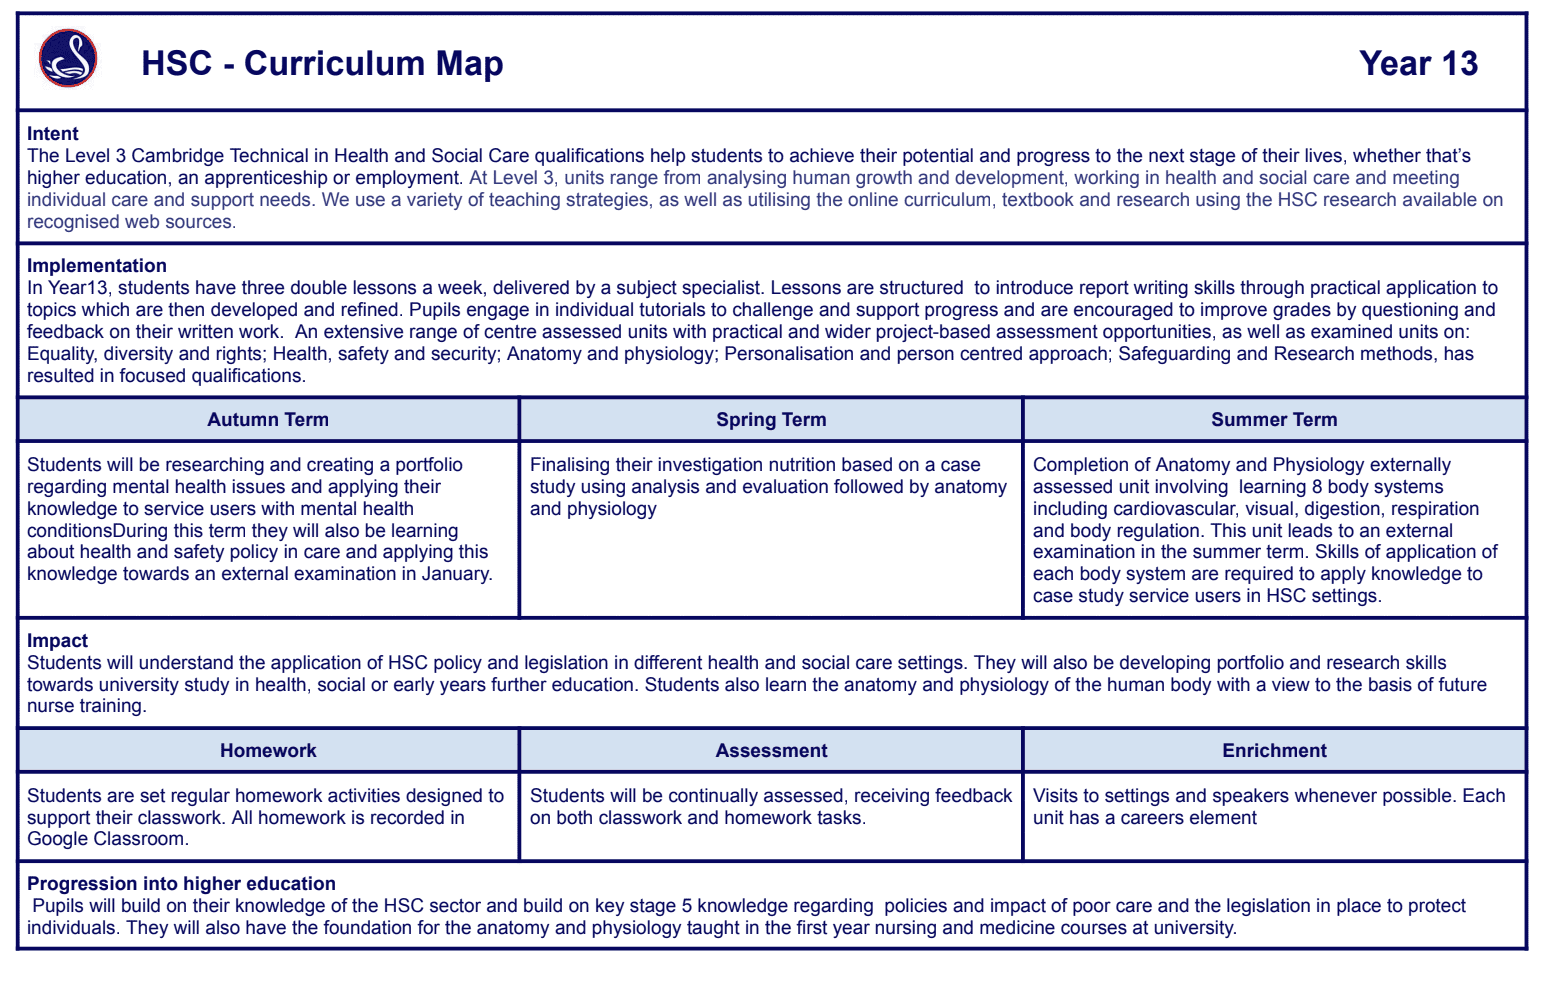 HSC - Curriculum Map
Year 13
Intent
The Level 3 Cambridge Technical in Health and Social Care qualifications help students to achieve their potential and progress to the next stage of their lives, whether that's
higher education, an apprenticeship or employment. At Level 3, units range from analysing human growth and development, working in health and social care and meeting
individual care and support needs. We use a variety of teaching strategies, as well as utilising the online curriculum, textbook and research using the HSC research available on
recognised web sources.
Implementation
In Year13, students have three double lessons a week, delivered by a subject specialist. Lessons are structured  to introduce report writing skills through practical application to
topics which are then developed and refined. Pupils engage in individual tutorials to challenge and support progress and are encouraged to improve grades by questioning and
feedback on their written work.  An extensive range of centre assessed units with practical and wider project-based assessment opportunities, as well as examined units on:
Equality, diversity and rights; Health, safety and security; Anatomy and physiology; Personalisation and person centred approach; Safeguarding and Research methods, has
resulted in focused qualifications.
Autumn Term
Students will be researching and creating a portfolio
regarding mental health issues and applying their
knowledge to service users with mental health
conditionsDuring this term they will also be learning
about health and safety policy in care and applying this
knowledge towards an external examination in January.
Spring Term
Finalising their investigation nutrition based on a case
study using analysis and evaluation followed by anatomy
and physiology
Summer Term
Completion of Anatomy and Physiology externally
assessed unit involving  learning 8 body systems
including cardiovascular, visual, digestion, respiration
and body regulation. This unit leads to an external
examination in the summer term. Skills of application of
each body system are required to apply knowledge to
case study service users in HSC settings.
Impact
Students will understand the application of HSC policy and legislation in different health and social care settings. They will also be developing portfolio and research skills
towards university study in health, social or early years further education. Students also learn the anatomy and physiology of the human body with a view to the basis of future
nurse training.
Homework
Students are set regular homework activities designed to
support their classwork. All homework is recorded in
Google Classroom.
Assessment
Students will be continually assessed, receiving feedback
on both classwork and homework tasks.
Enrichment
Visits to settings and speakers whenever possible. Each
unit has a careers element
Progression into higher education
Pupils will build on their knowledge of the HSC sector and build on key stage 5 knowledge regarding  policies and impact of poor care and the legislation in place to protect
individuals. They will also have the foundation for the anatomy and physiology taught in the first year nursing and medicine courses at university.